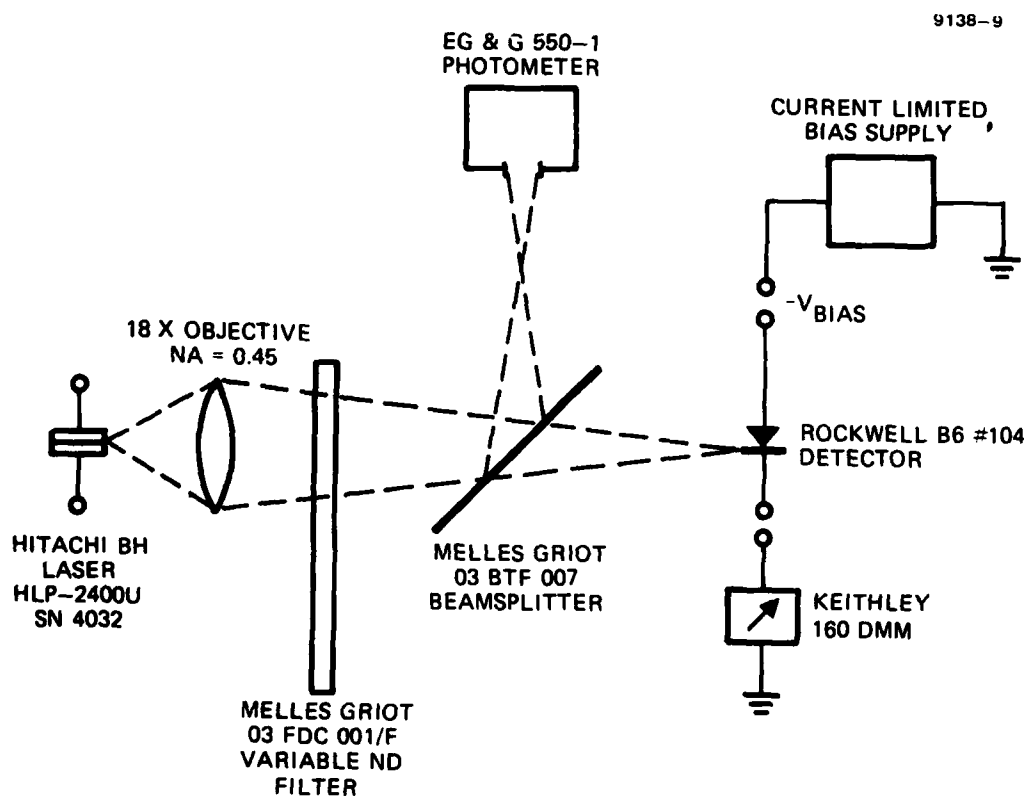 9138-9
EG & G 550-1
PHOTOMETER
CURRENT LIMITED
BIAS SUPPLY
-VBIAS
18 X OBJECTIVE
NA = 0.45
ROCKWELL B6 #104
DETECTOR
HITACHI BH
LASER
HLP-2400U
SN 4032
MELLES GRIOT
03 BTF 007
BEAMSPLITTER
KEITHLEY
160 DMM
MELLES GRIOT
03 FDC 001/F
VARIABLE ND
FILTER